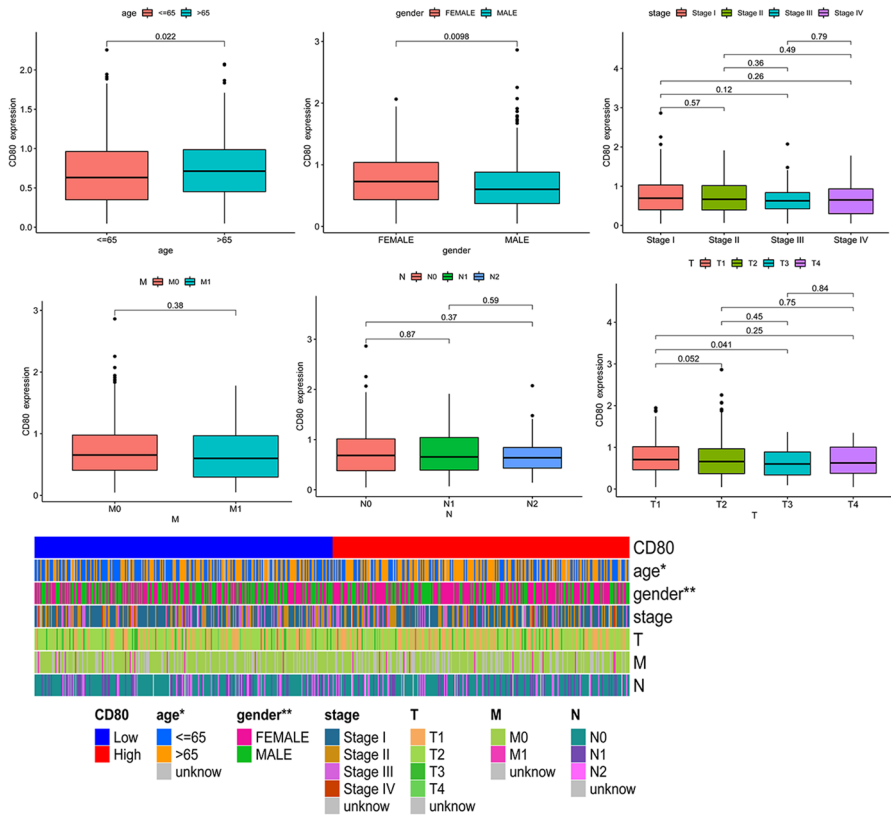 age <=65 >65
0.022
2.0
1.5
1.0
0.5
0.0
CD80 expression
<=65 >65
age
gender FEMALE MALE
0.0098
3
2
1
0
CD80 expression
FEMALE MALE
gender
stage Stage I Stage II Stage III Stage IV
0.79
0.49
0.36
0.26
0.12
0.57
4
3
2
1
0
CD80 expression
Stage I Stage II Stage III Stage IV
M M0 M1
0.38
3
2
1
0
CD80 expression
M0 M1
M
N N0 N1 N2
0.59
0.37
0.87
3
2
1
0
CD80 expression
N0 N1 N2
N
T T1 T2 T3 T4
0.84
0.75
0.45
0.25
0.041
0.052
4
3
2
1
0
CD80 expression
T1 T2 T3 T4
T
CD80
age*
gender**
stage
T
M
N
CD80 age* gender** stage T M N
Low <=65 FEMALE Stage I T1 M0 N0
High >65 MALE Stage II T2 M1 N1
unknow Stage III T3 unknow N2
Stage IV T4 unknow
unknow unknow